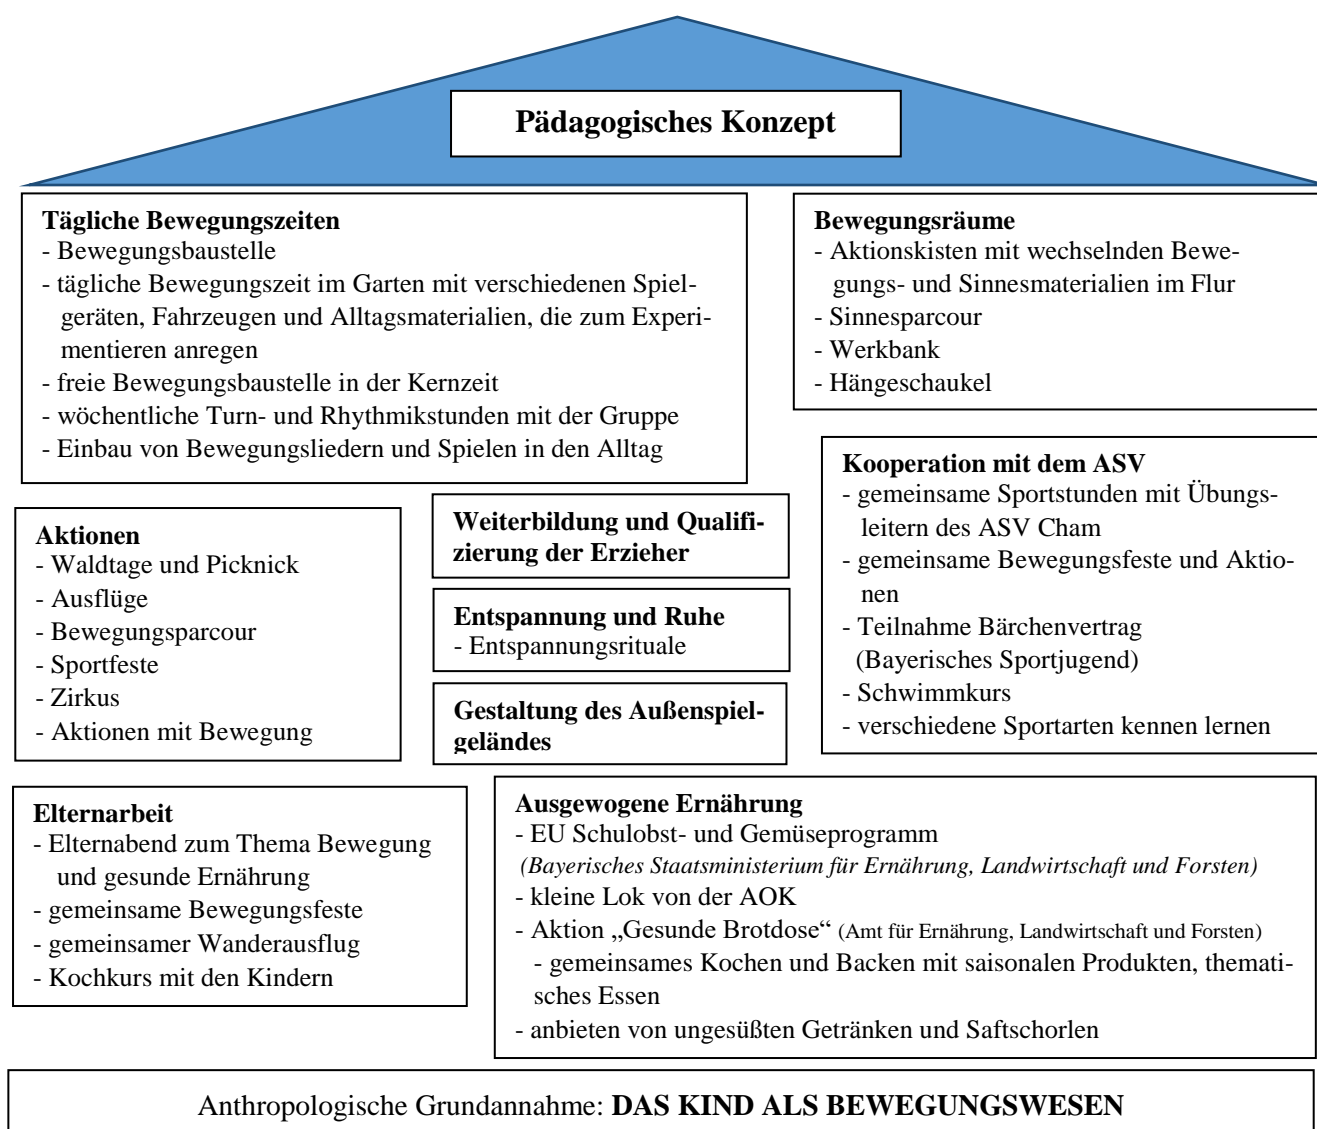 Pädagogisches Konzept
Tägliche Bewegungszeiten
- Bewegungsbaustelle
- tägliche Bewegungszeit im Garten mit verschiedenen Spiel-
geräten, Fahrzeugen und Alltagsmaterialien, die zum Experi-
mentieren anregen
- freie Bewegungsbaustelle in der Kernzeit
- wöchentliche Turn- und Rhythmikstunden mit der Gruppe
- Einbau von Bewegungsliedern und Spielen in den Alltag
Bewegungsräume
- Aktionskisten mit wechselnden Bewe-
gungs- und Sinnesmaterialien im Flur
- Sinnesparcour
- Werkbank
- Hängeschaukel
Aktionen
- Waldtage und Picknick
- Ausflüge
- Bewegungsparcour
- Sportfeste
- Zirkus
- Aktionen mit Bewegung
Weiterbildung und Qualifi-
zierung der Erzieher
Entspannung und Ruhe
- Entspannungsrituale
Gestaltung des Außenspiel-
geländes
Kooperation mit dem ASV
- gemeinsame Sportstunden mit Übungs-
leitern des ASV Cham
- gemeinsame Bewegungsfeste und Aktio-
nen
- Teilnahme Bärchenvertrag
(Bayerisches Sportjugend)
- Schwimmkurs
- verschiedene Sportarten kennen lernen
Elternarbeit
- Elternabend zum Thema Bewegung
und gesunde Ernährung
- gemeinsame Bewegungsfeste
- gemeinsamer Wanderausflug
- Kochkurs mit den Kindern
Ausgewogene Ernährung
- EU Schulobst- und Gemüseprogramm
(Bayerisches Staatsministerium für Ernährung, Landwirtschaft und Forsten)
- kleine Lok von der AOK
- Aktion „Gesunde Brotdose“ (Amt für Ernährung, Landwirtschaft und Forsten)
- gemeinsames Kochen und Backen mit saisonalen Produkten, themati-
sches Essen
- anbieten von ungesüßten Getränken und Saftschorlen
Anthropologische Grundannahme: DAS KIND ALS BEWEGUNGSWESEN